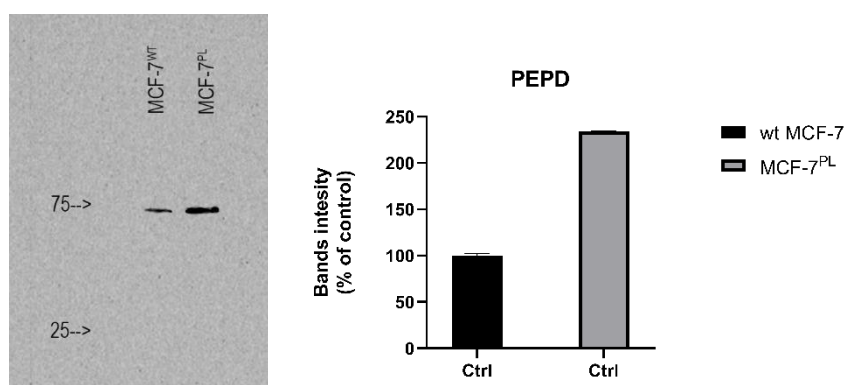 MCF-7WT
MCF-7PL
75-->
25-->
PEPD
Bands intesity
(% of control)
250
200
150
100
50
0
Ctrl
Ctrl
wt MCF-7
MCF-7PL